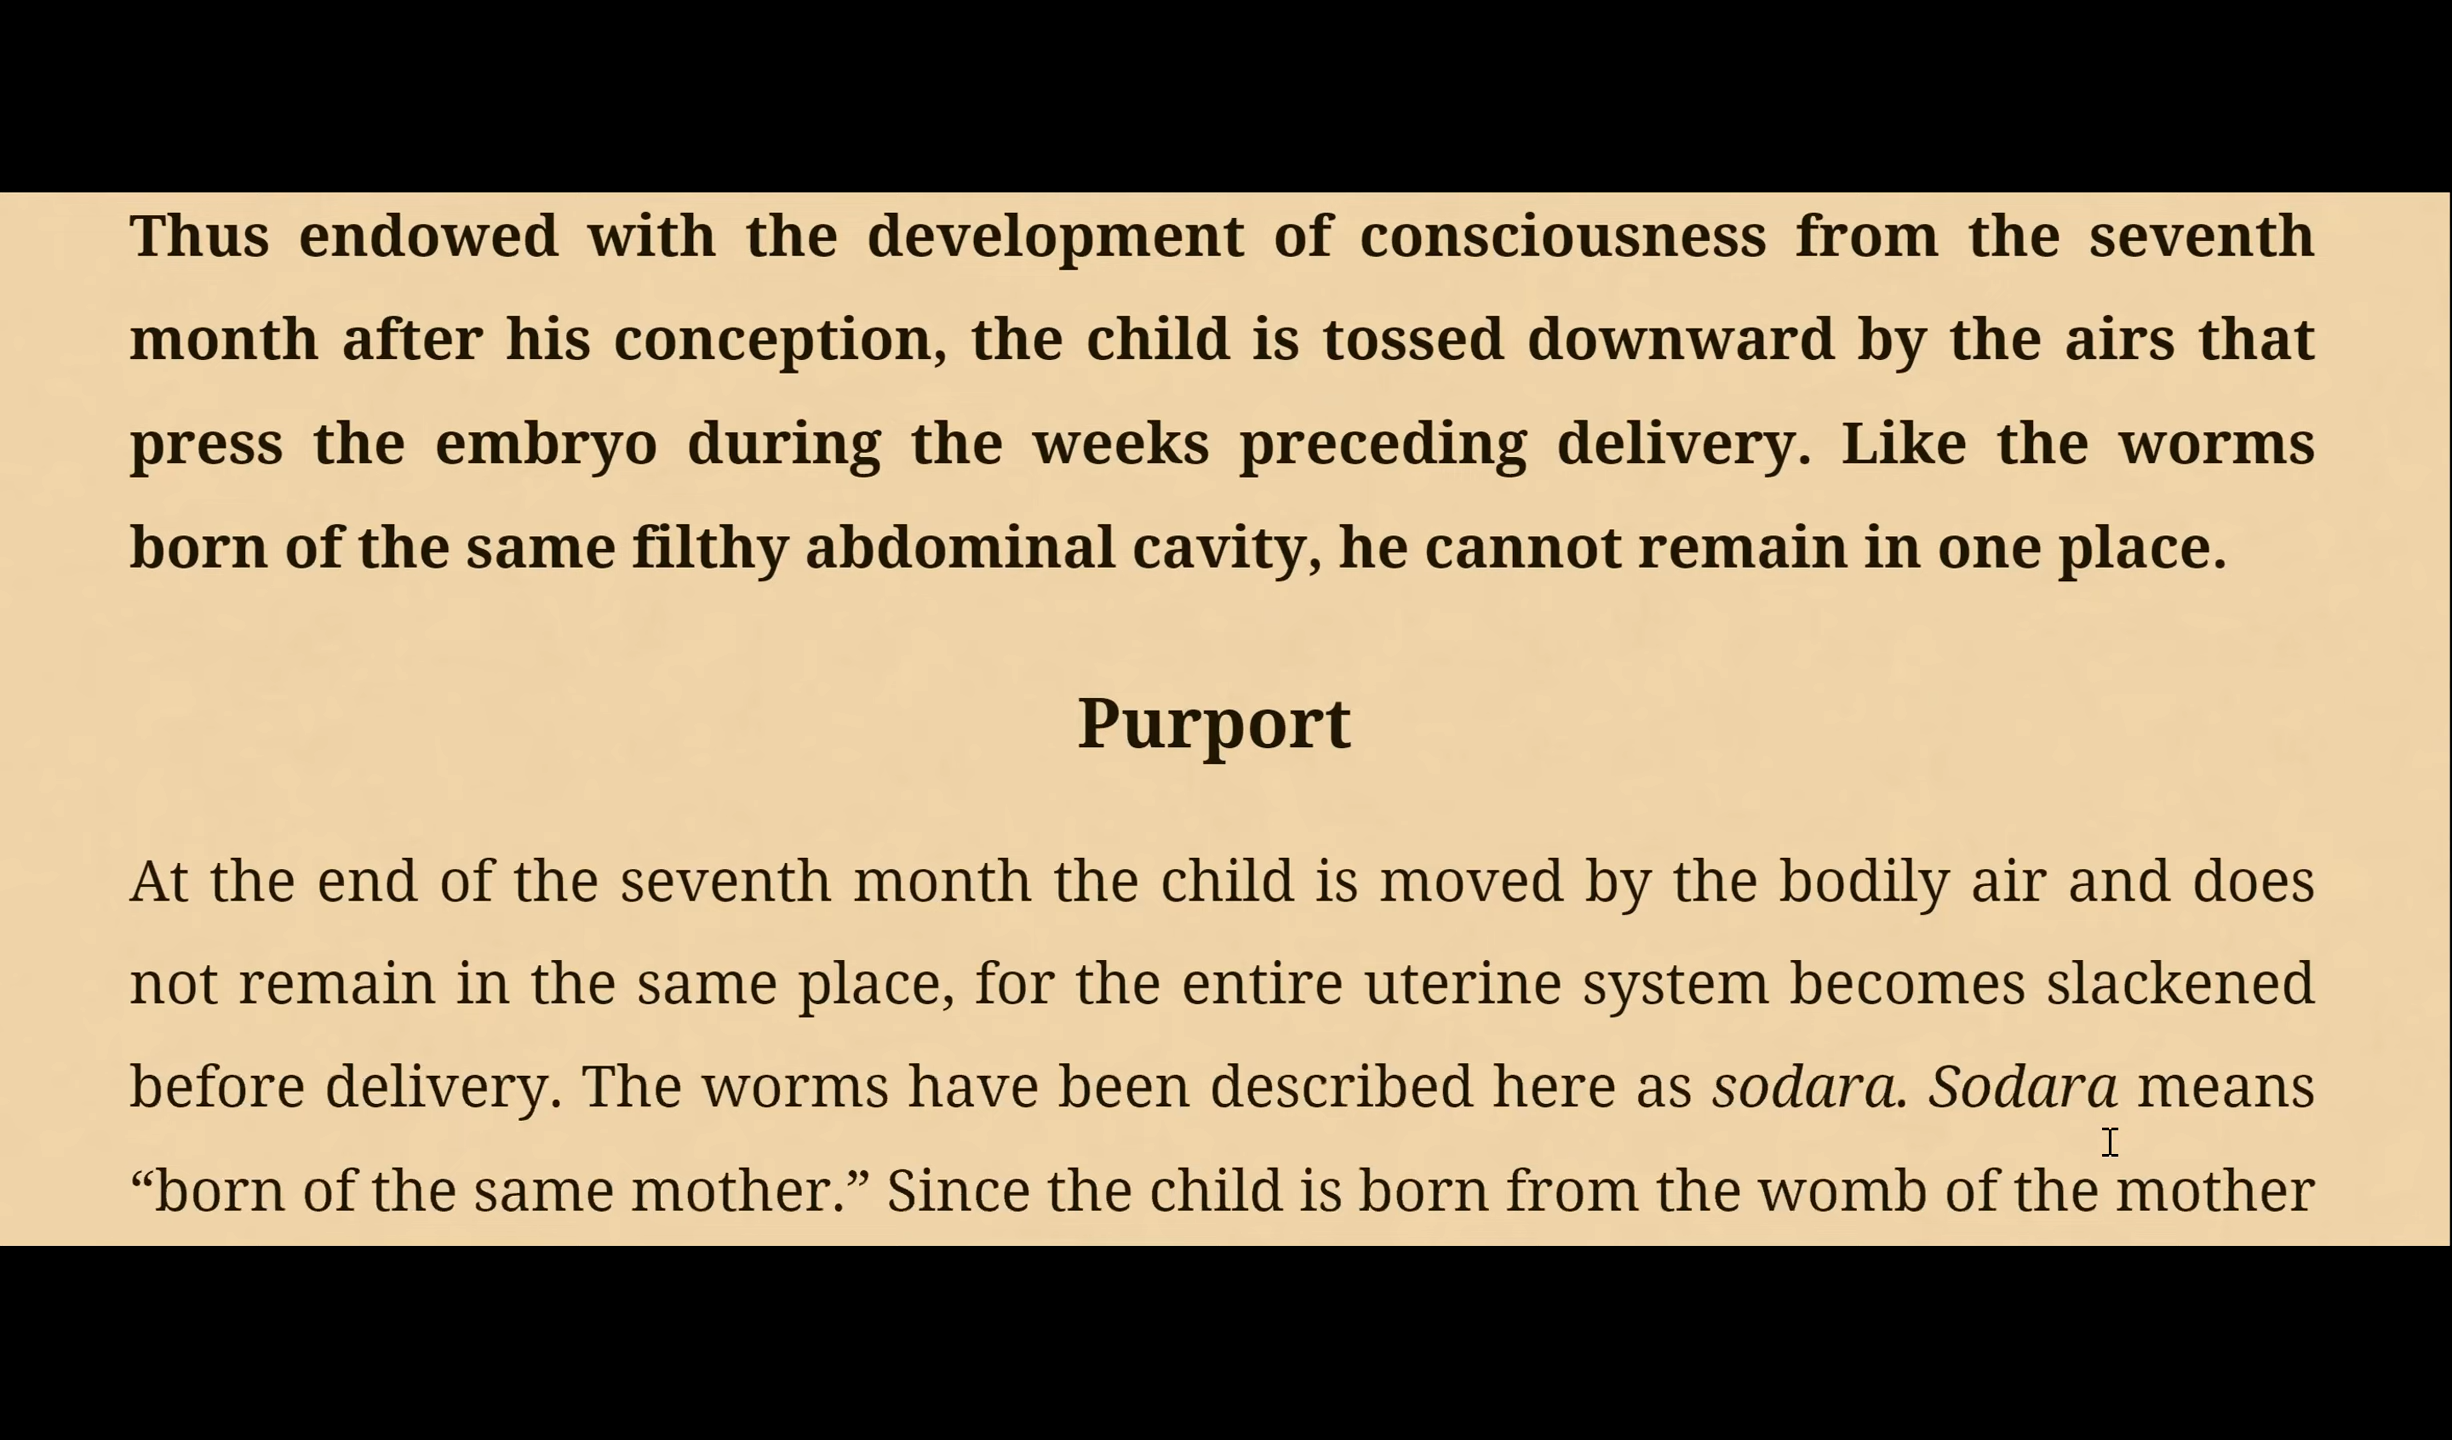 Thus endowed with the development of consciousness from the seventh
month after his conception, the child is tossed downward by the airs that
press the embryo during the weeks preceding delivery. Like the worms
born of the same filthy abdominal cavity, he cannot remain in one place.
Purport
At the end of the seventh month the child is moved by the bodily air and does
not remain in the same place, for the entire uterine system becomes slackened
before delivery. The worms have been described here as sodara. Sodara means
“born of the same mother.” Since the child is born from the womb of the mother